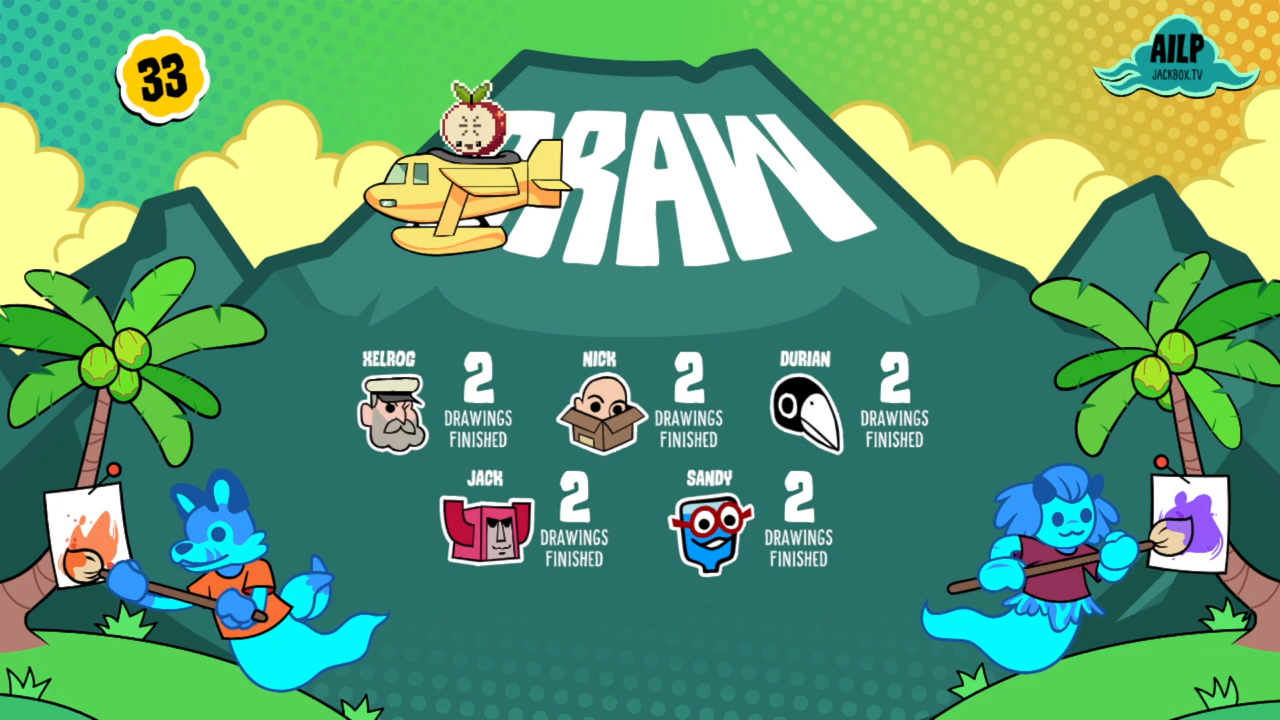 33
AILP
JACKBOX.TV
DRAW
XELROG
2
DRAWINGS
FINISHED
NICK
2
DRAWINGS
FINISHED
DURIAN
2
DRAWINGS
FINISHED
JACK
2
DRAWINGS
FINISHED
SANDY
2
DRAWINGS
FINISHED